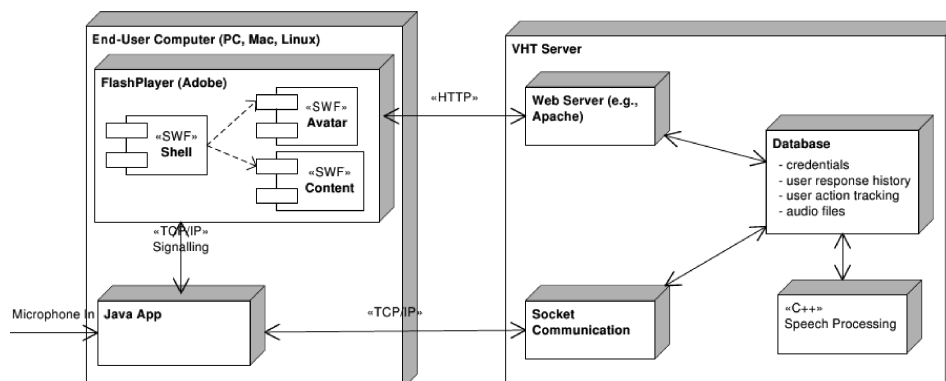 End-User Computer (PC, Mac, Linux)
FlashPlayer (Adobe)
«SWF»
Shell
«SWF»
Avatar
«SWF»
Content
«TCP/IP»
Signalling
Microphone In
Java App
«HTTP»
«TCP/IP»
VHT Server
Web Server (e.g.,
Apache)
Database
- credentials
- user response history
- user action tracking
- audio files
Socket
Communication
«C++»
Speech Processing